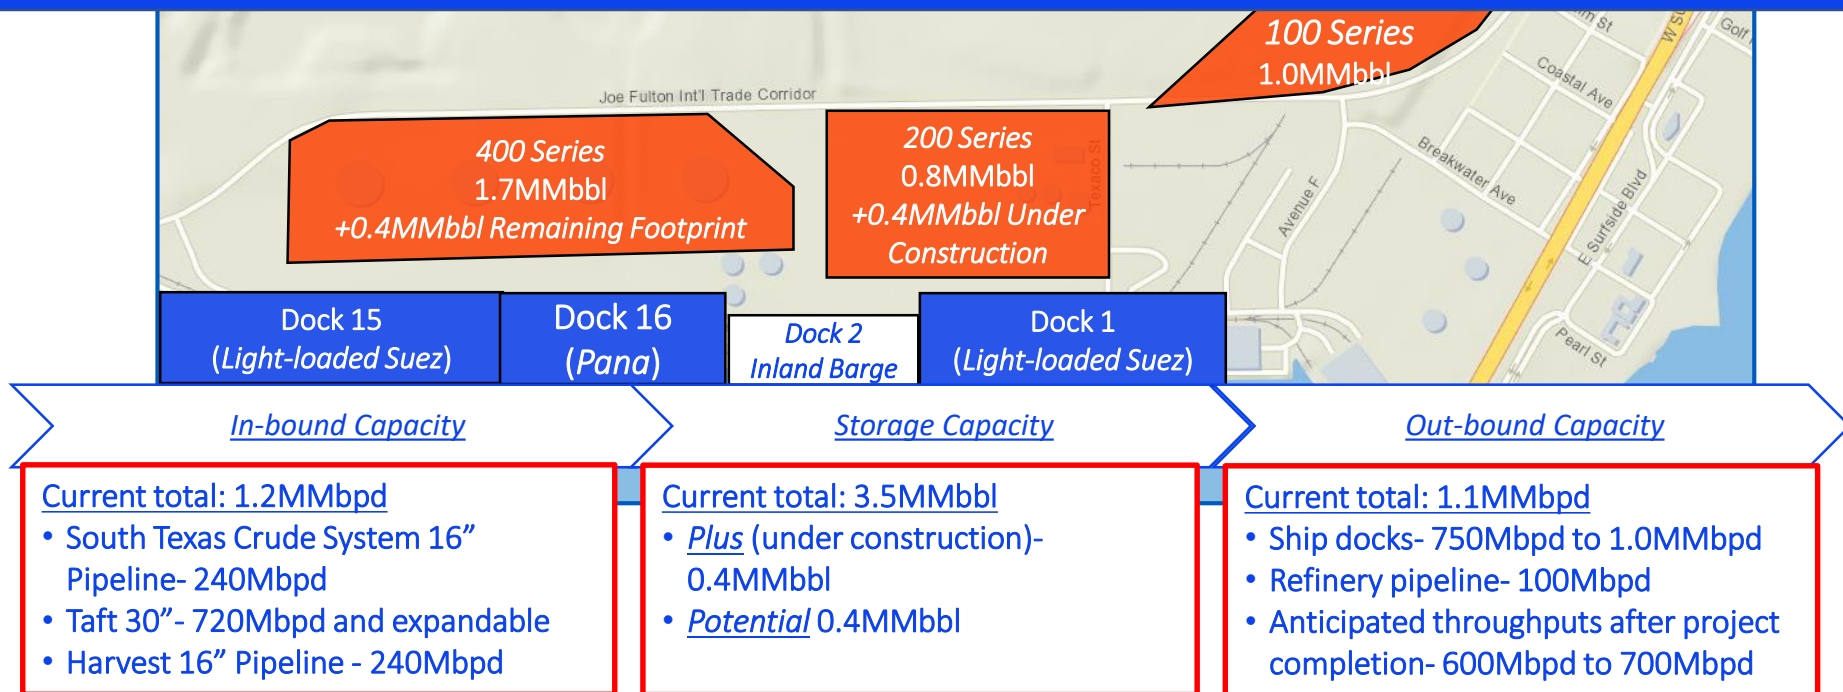 100 Series
1.0MMbbl
Joe Fulton Int'l Trade Corridor
400 Series
1.7MMbbl
+0.4MMbbl Remaining Footprint
200 Series
0.8MMbbl
+0.4MMbbl Under
Construction
Texaco St
Avenue F
Breakwater Ave
Coastal Ave
E Surfside Blvd
Pearl St
W Su
Golf
m St
Dock 15
(Light-loaded Suez)
Dock 16
(Pana)
Dock 2
Inland Barge
Dock 1
(Light-loaded Suez)
In-bound Capacity
Storage Capacity
Out-bound Capacity
Current total: 1.2MMbpd
• South Texas Crude System 16”
Pipeline- 240Mbpd
• Taft 30”- 720Mbpd and expandable
• Harvest 16” Pipeline - 240Mbpd
Current total: 3.5MMbbl
• Plus (under construction)-
0.4MMbbl
• Potential 0.4MMbbl
Current total: 1.1MMbpd
• Ship docks- 750Mbpd to 1.0MMbpd
• Refinery pipeline- 100Mbpd
• Anticipated throughputs after project
completion- 600Mbpd to 700Mbpd